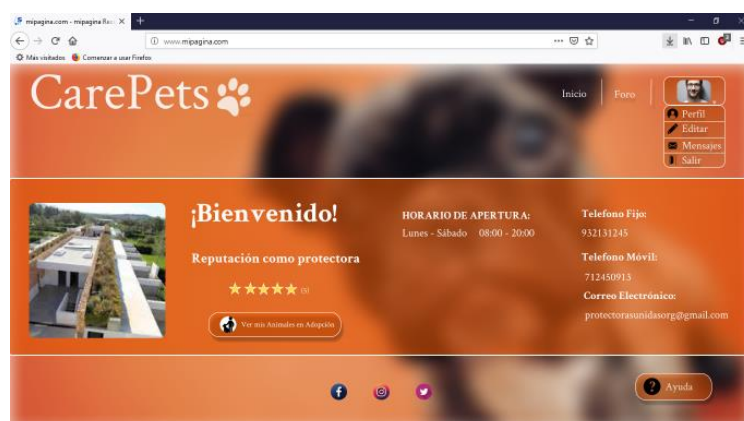 mipagina.com - mipagina Rec
www.mipagina.com
Más visitados Comenzar a usar Firefox
CarePets
Inicio
Foro
Perfil
Editar
Mensajes
Salir
¡Bienvenido!
Reputación como protectora
(5)
Ver mis Animales en Adopción
HORARIO DE APERTURA:
Lunes - Sábado 08:00 - 20:00
Telefono Fijo:
932131245
Telefono Móvil:
712450913
Correo Electrónico:
protectorasunidasorg@gmail.com
Ayuda